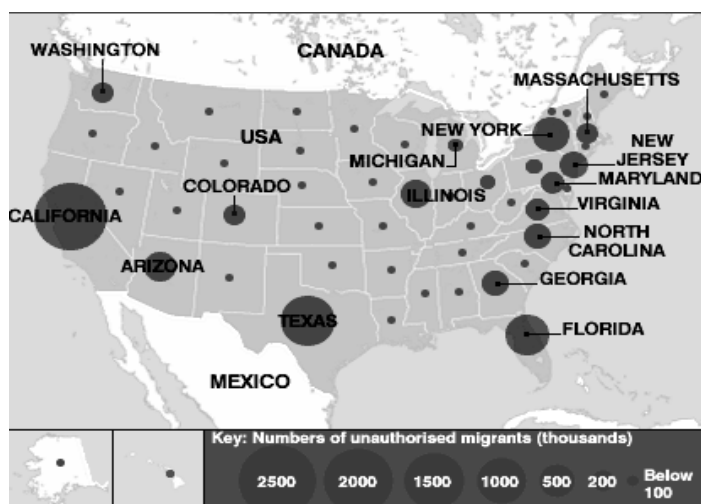 WASHINGTON
CANADA
MASSACHUSETTS
USA
NEW YORK
MICHIGAN
NEW
JERSEY
COLORADO
ILLINOIS
MARYLAND
CALIFORNIA
VIRGINIA
NORTH
CAROLINA
ARIZONA
GEORGIA
TEXAS
FLORIDA
MEXICO
Key: Numbers of unauthorised migrants (thousands)
2500 2000 1500 1000 500 200 Below
100